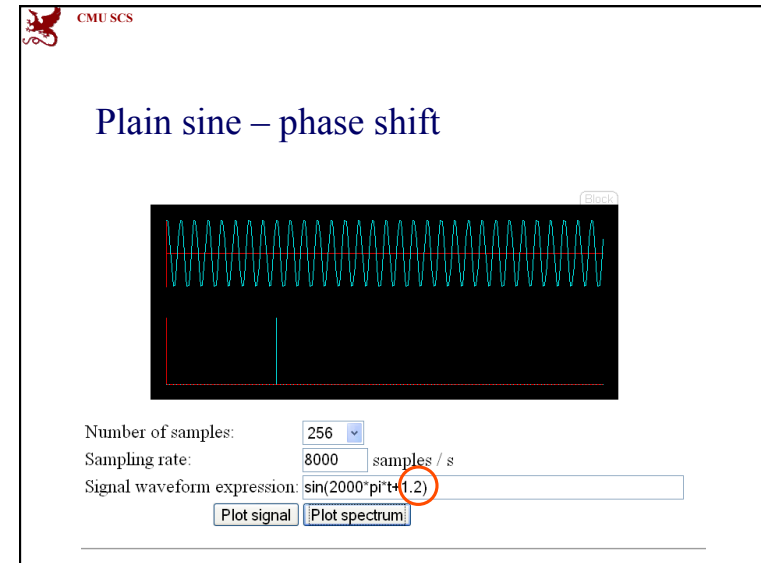 CMU SCS
Plain sine – phase shift
Block
Number of samples: 256
Sampling rate: 8000 samples / s
Signal waveform expression: sin(2000*pi*t+1.2)
Plot signal Plot spectrum